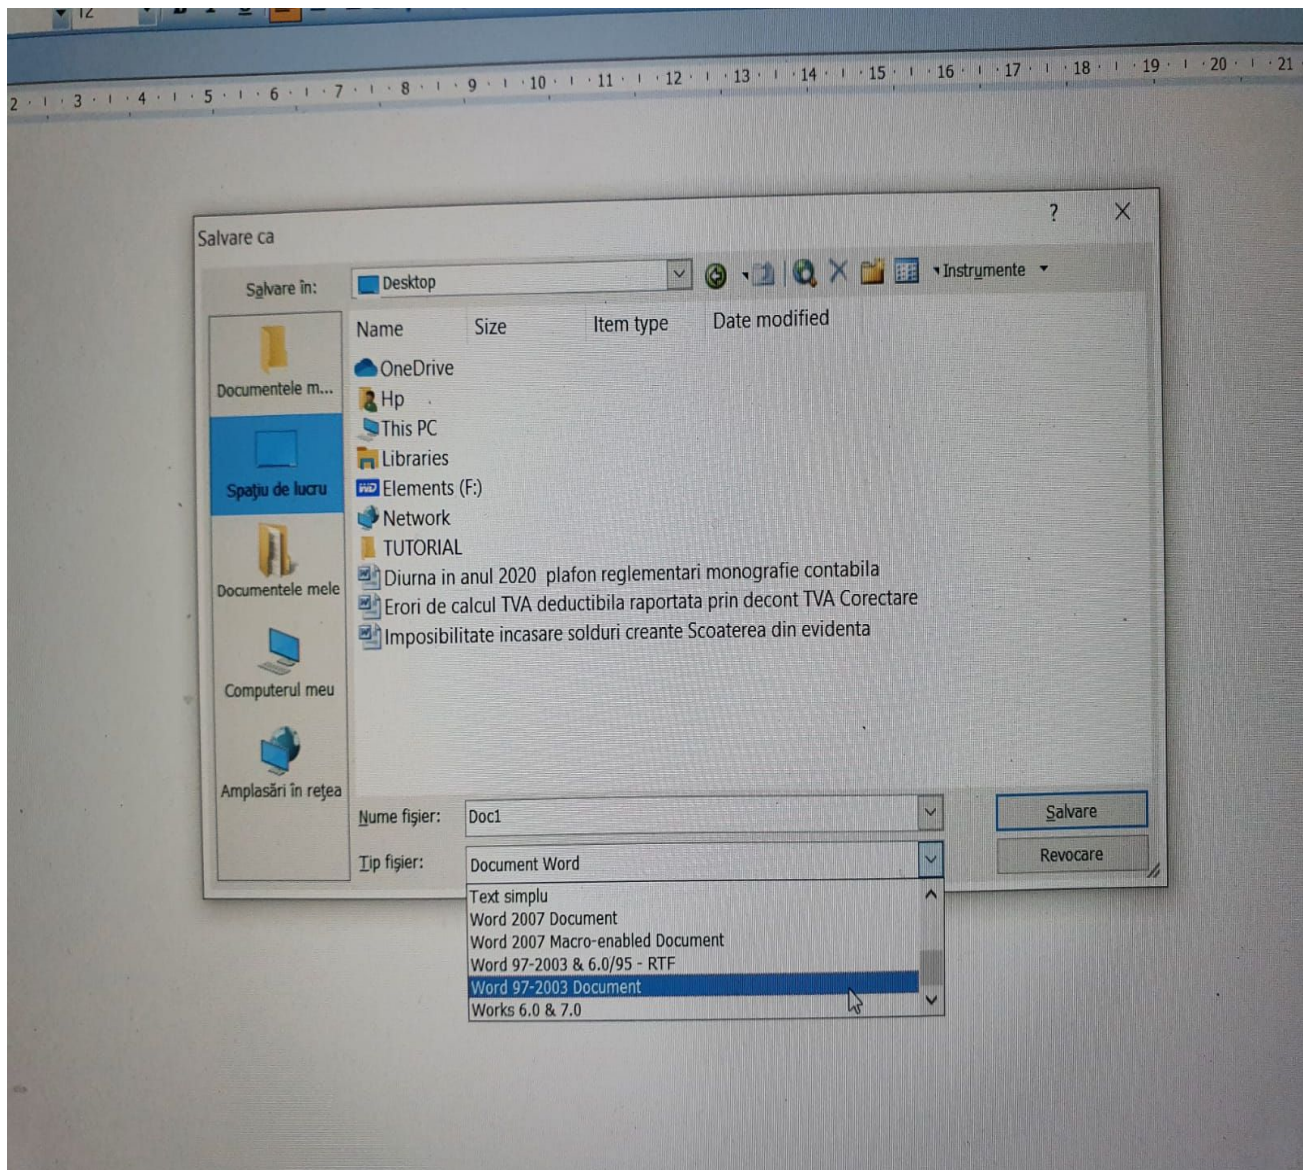 12
2 3 4 5 6 7 8 9 10 11 12 13 14 15 16 17 18 19 20 21
Salvare ca ?
Salvare în: Desktop Instrumente
Name Size Item type Date modified
Documentele m...
Spațiu de lucru
Documentele mele
Computerul meu
Amplasări în rețea
OneDrive
Hp
This PC
Libraries
WD Elements (F:)
Network
TUTORIAL
Diurna in anul 2020 plafon reglementari monografie contabila
Erori de calcul TVA deductibila raportata prin decont TVA Corectare
Imposibilitate incasare solduri creante Scoaterea din evidenta
Nume fișier: Doc1 Salvare
Tip fișier: Document Word Revocare
Text simplu
Word 2007 Document
Word 2007 Macro-enabled Document
Word 97-2003 & 6.0/95 - RTF
Word 97-2003 Document
Works 6.0 & 7.0